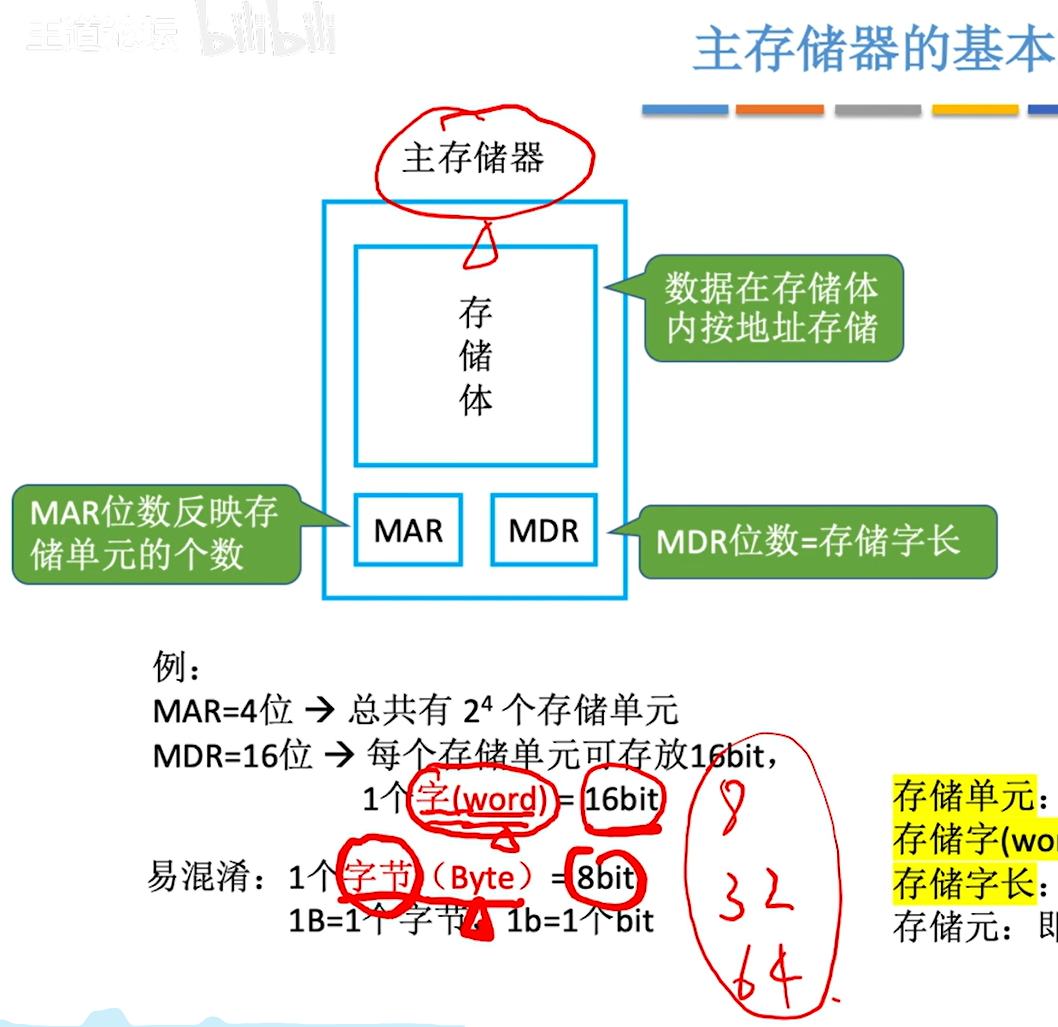 王道论坛 bilibili
主存储器的基本
主存储器
存
储
体
数据在存储体
内按地址存储
MAR位数反映存
储单元的个数
MAR
MDR
MDR位数=存储字长
例：
MAR=4位 → 总共有 2⁴ 个存储单元
MDR=16位 → 每个存储单元可存放16bit，
1个字(word) = 16bit
易混淆：1个字节（Byte）=8bit
1B=1个字节，1b=1个bit
8
32
64
存储单元：
存储字(wor
存储字长：
存储元：即